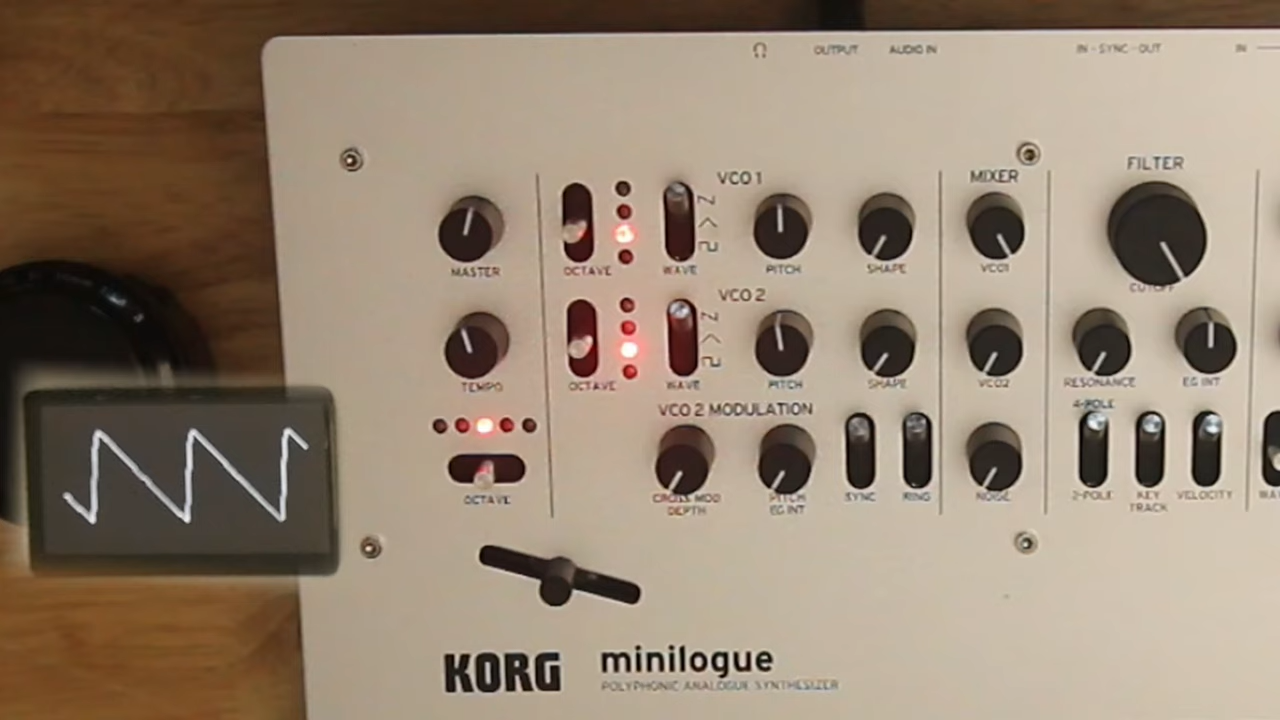 OUTPUT AUDIO IN IN - SYNC - OUT IN
FILTER
VCO 1 MIXER
MASTER OCTAVE WAVE PITCH SHAPE VCO1 CUTOFF
VCO 2
TEMPO OCTAVE WAVE PITCH SHAPE VCO2 RESONANCE EG INT
VCO 2 MODULATION 4-POLE
OCTAVE CROSS MOD DEPTH PITCH EG INT SYNC RING NOISE 2-POLE KEY TRACK VELOCITY
KORG minilogue
POLYPHONIC ANALOGUE SYNTHESIZER